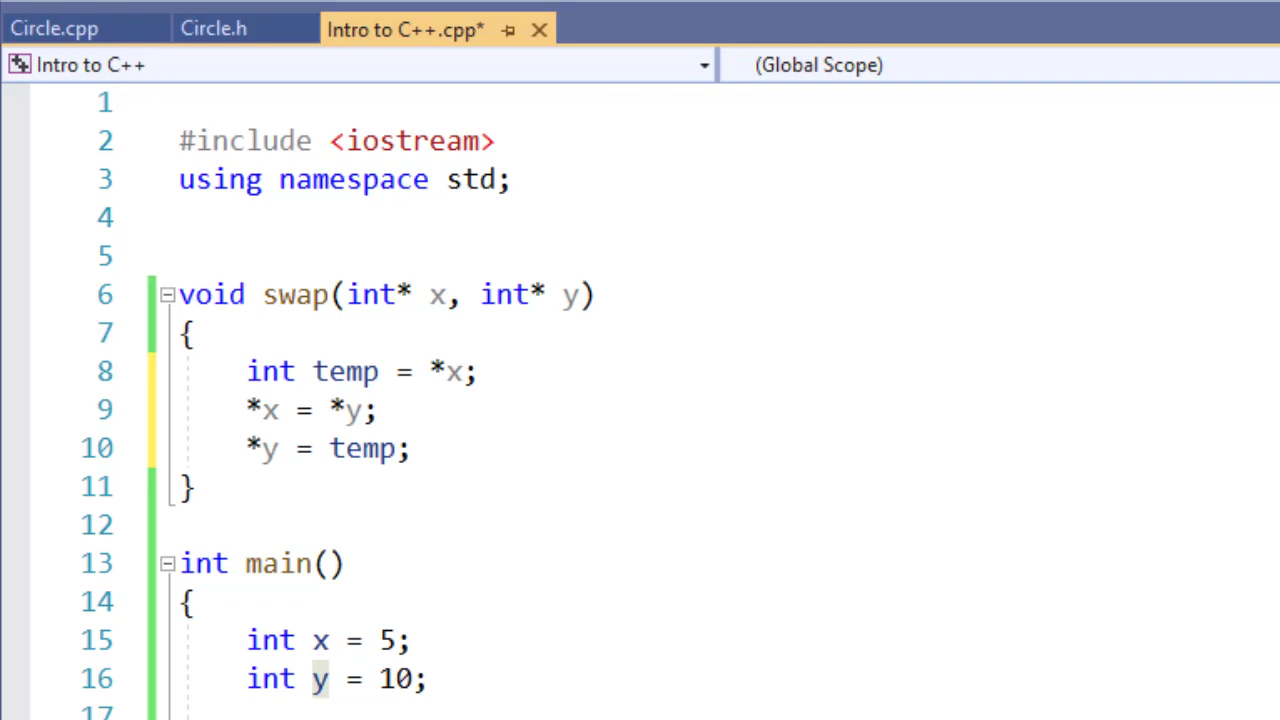 Circle.cpp Circle.h Intro to C++.cpp*
Intro to C++ (Global Scope)
1
2 #include <iostream>
3 using namespace std;
4
5
6 void swap(int* x, int* y)
7 {
8 int temp = *x;
9 *x = *y;
10 *y = temp;
11 }
12
13 int main()
14 {
15 int x = 5;
16 int y = 10;
17